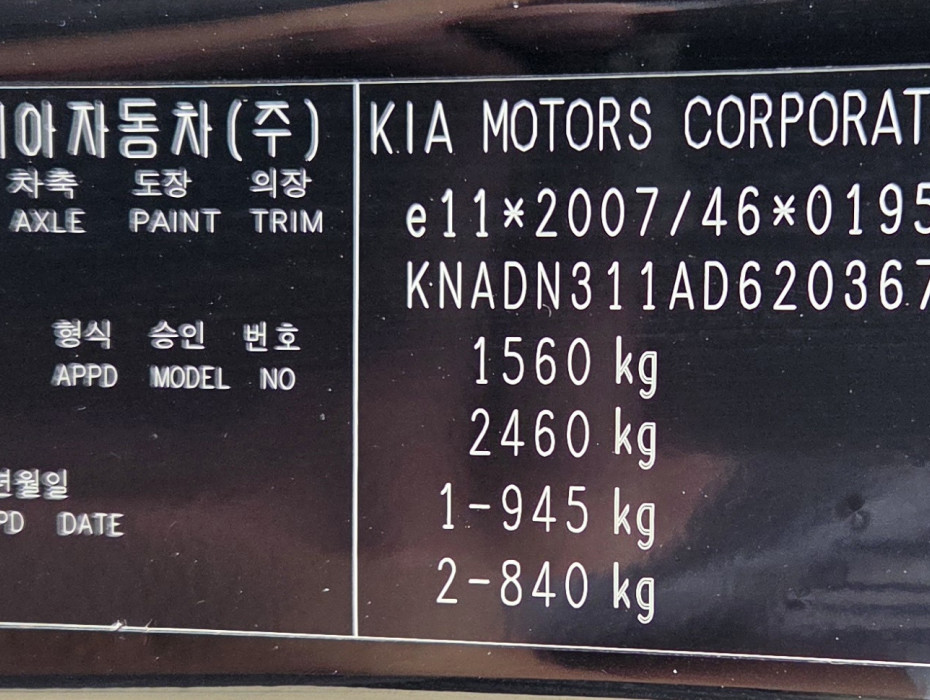 아자동차(주)
차축 도장 의장
AXLE PAINT TRIM
형식 승인 번호
APPD MODEL NO
월일
PD DATE
KIA MOTORS CORPORAT
e11*2007/46*0195
KNADN311AD620367
1560 kg
2460 kg
1-945 kg
2-840 kg